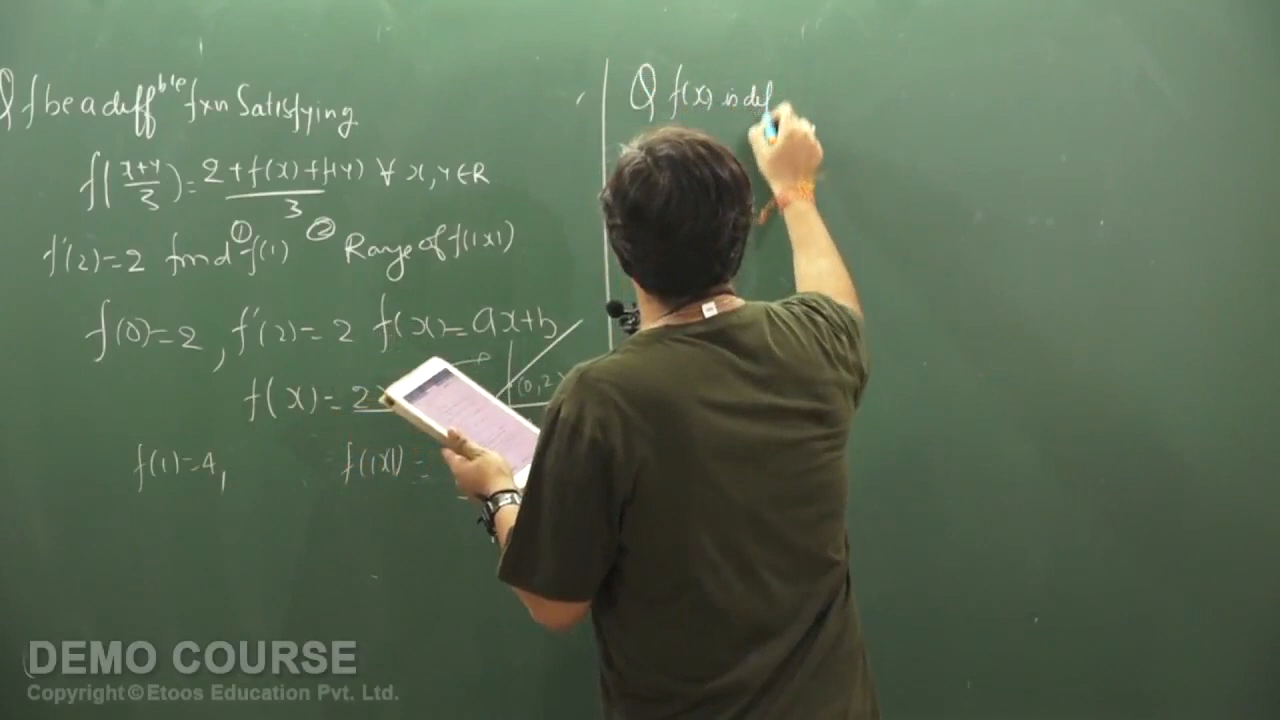 Q f be a diffble fxn Satisfying
f(x+y/3) = 2+f(x)+f(y)/3 ∀ x, y ∈ R
f'(2)=2 find ① f(1) ② Range of f(|x|)
f(0)=2, f'(2)=2 f(x)=ax+b
f(x)= 2
(0,2
f(1)=4, f(|x|) =
Q f(x) is def
DEMO COURSE
Copyright © Etoos Education Pvt. Ltd.